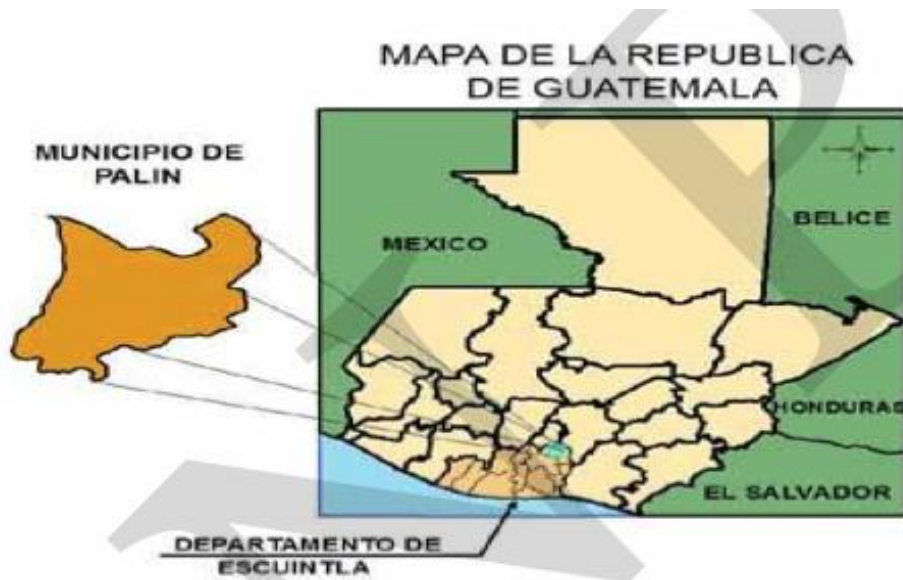 MAPA DE LA REPUBLICA
DE GUATEMALA
MUNICIPIO DE
PALIN
MEXICO
BELICE
HONDURAS
EL SALVADOR
DEPARTAMENTO DE
ESCUINTLA